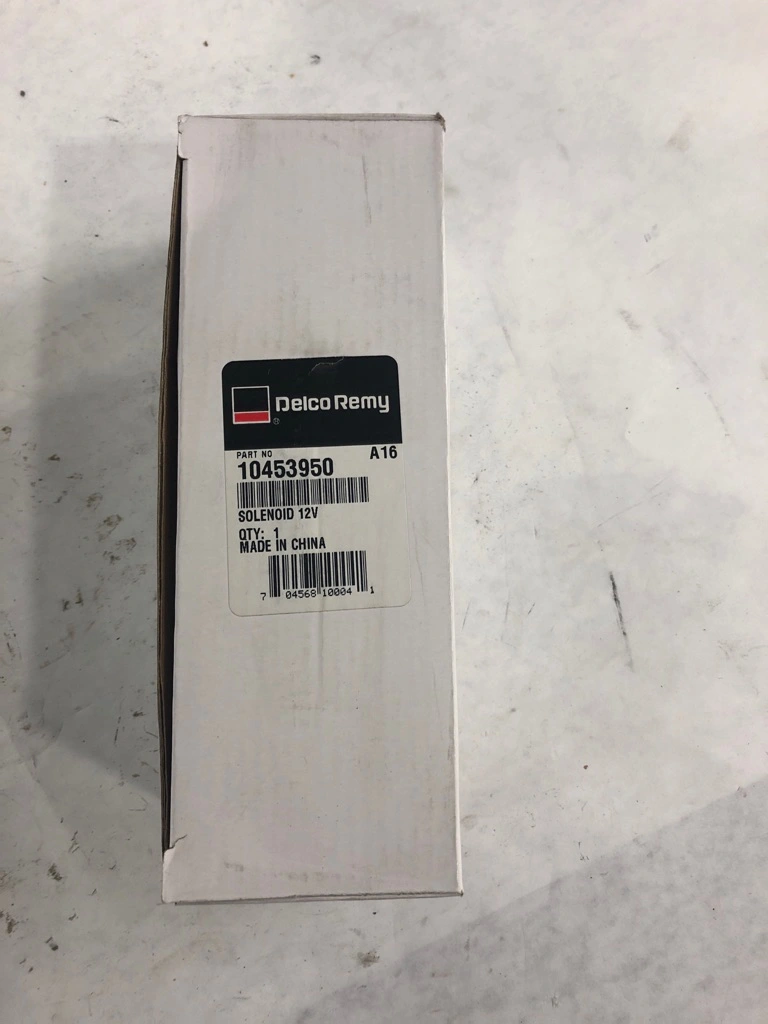 Delco Remy
®
PART NO
A16
10453950
SOLENOID 12V
QTY: 1
MADE IN CHINA
7 04568 10004 1